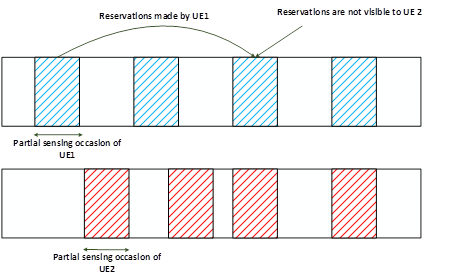 Reservations made by UE1
Reservations are not visible to UE 2
Partial sensing occasion of
UE1
Partial sensing occasion of
UE2